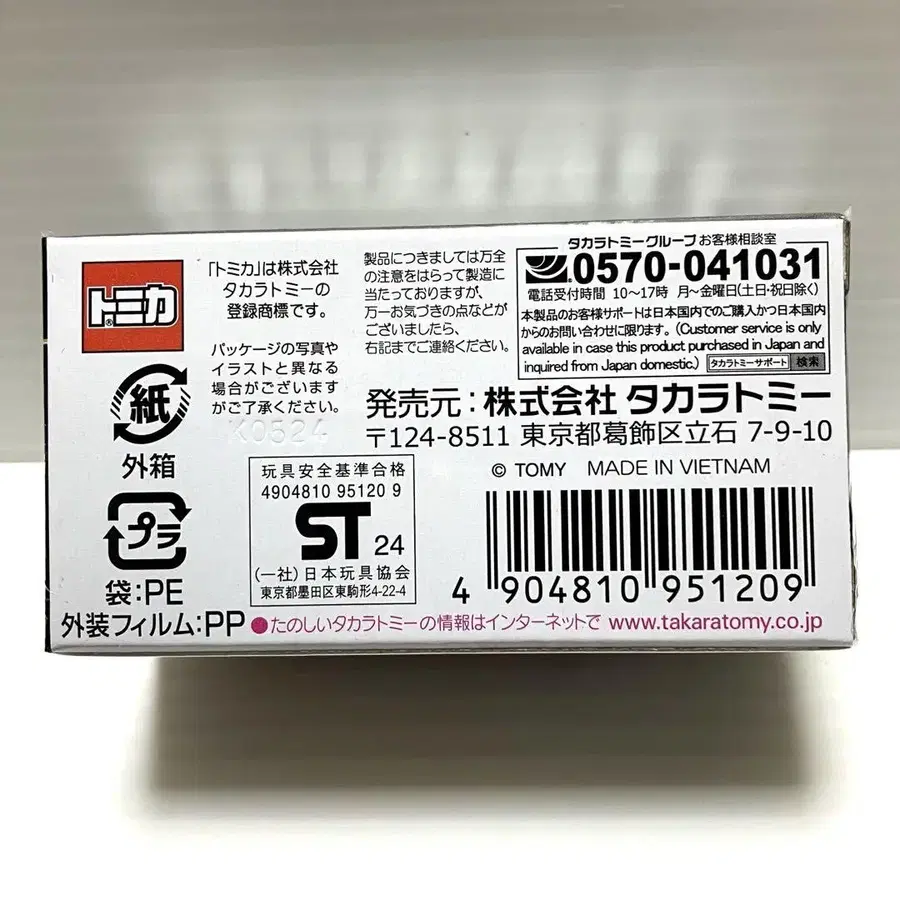 トミカ
®
「トミカ」は株式会社
タカラトミーの
登録商標です。
パッケージの写真や
イラストと異なる
場合がございます
がご了承ください。
K0524
製品につきましては万全
の注意をはらって製造に
当たっておりますが、
万一お気づきの点などが
ございましたら、
右記までご連絡ください。
タカラトミーグループ お客様相談室
0570-041031
電話受付時間 10〜17時 月〜金曜日(土日・祝日除く)
本製品のお客様サポートは日本国内でのご購入かつ日本国内
からのお問い合わせに限ります。(Customer service is only
available in case this product purchased in Japan and
inquired from Japan domestic.) タカラトミーサポート 検索
発売元:株式会社 タカラトミー
〒124-8511 東京都葛飾区立石 7-9-10
© TOMY MADE IN VIETNAM
紙
外箱
プラ
袋:PE
外装フィルム:PP
玩具安全基準合格
4904810 95120 9
ST 24
(一社)日本玩具協会
東京都墨田区東駒形4-22-4
4 904810 951209
たのしいタカラトミーの情報はインターネットで www.takaratomy.co.jp